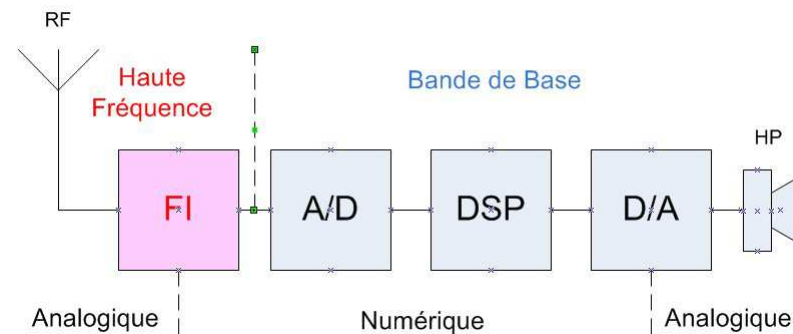 RF
Haute
Fréquence
Bande de Base
HP
FI
A/D
DSP
D/A
Analogique
Numérique
Analogique